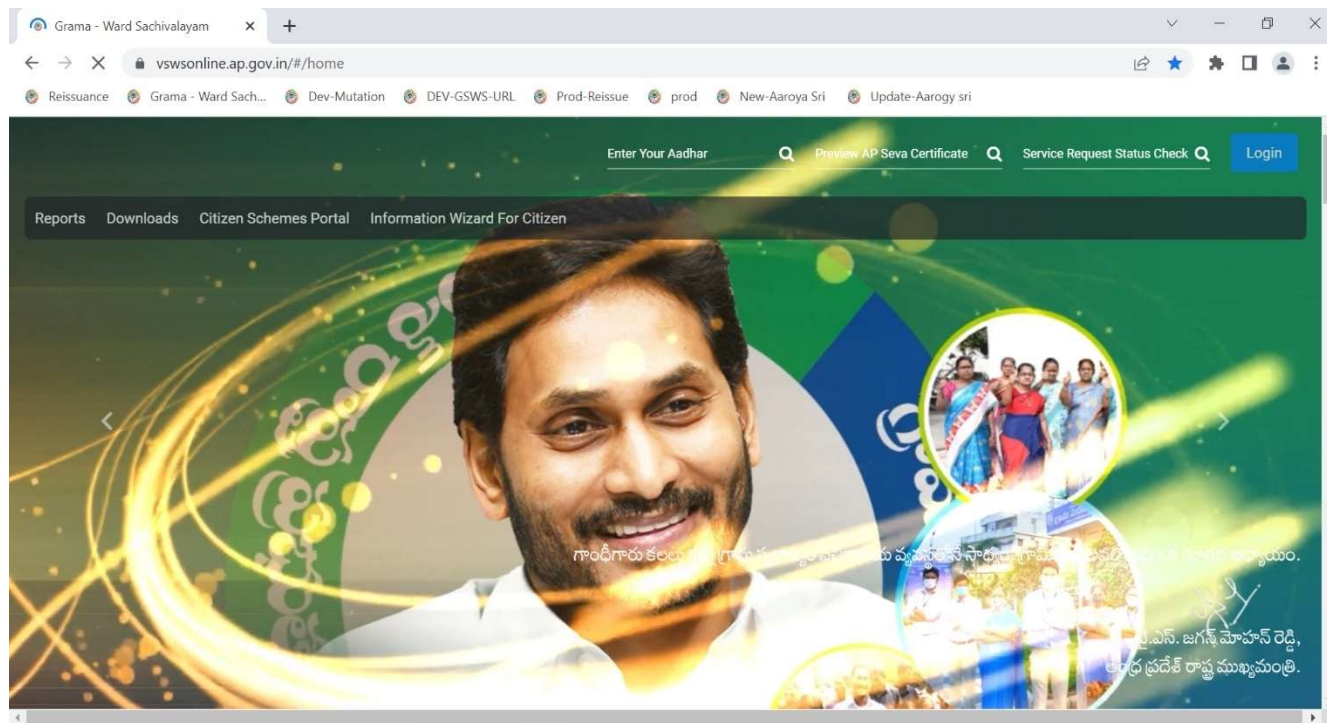 Grama - Ward Sachivalayam
vswsonline.ap.gov.in/#/home
Reissuance Grama - Ward Sach... Dev-Mutation DEV-GSWS-URL Prod-Reissue prod New-Aaroya Sri Update-Aarogy sri
Enter Your Aadhar Preview AP Seva Certificate Service Request Status Check Login
Reports Downloads Citizen Schemes Portal Information Wizard For Citizen
గాంధీగారు కలలు
వై.ఎస్. జగన్ మోహన్ రెడ్డి,
ఆంధ్ర ప్రదేశ్ రాష్ట్ర ముఖ్యమంత్రి.